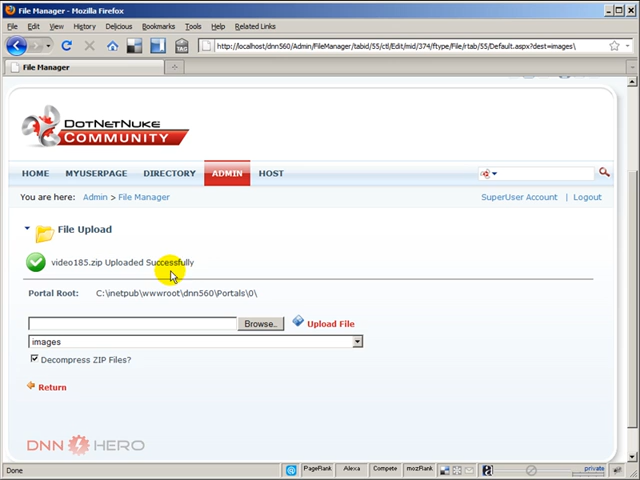 File Manager - Mozilla Firefox
File Edit View History Delicious Bookmarks Tools Help Related Links
http://localhost/dnn560/Admin/FileManager/tabid/55/ctl/Edit/mid/374/ftype/File/rtab/55/Default.aspx?dest=images\
File Manager
DOTNETNUKE
COMMUNITY
HOME MYUSERPAGE DIRECTORY ADMIN HOST
You are here: Admin > File Manager SuperUser Account | Logout
File Upload
video185.zip Uploaded Successfully
Portal Root: C:\inetpub\wwwroot\dnn560\Portals\0\
Browse.. Upload File
images
Decompress ZIP Files?
Return
DNN HERO
Done PageRank Alexa Compete mozRank private